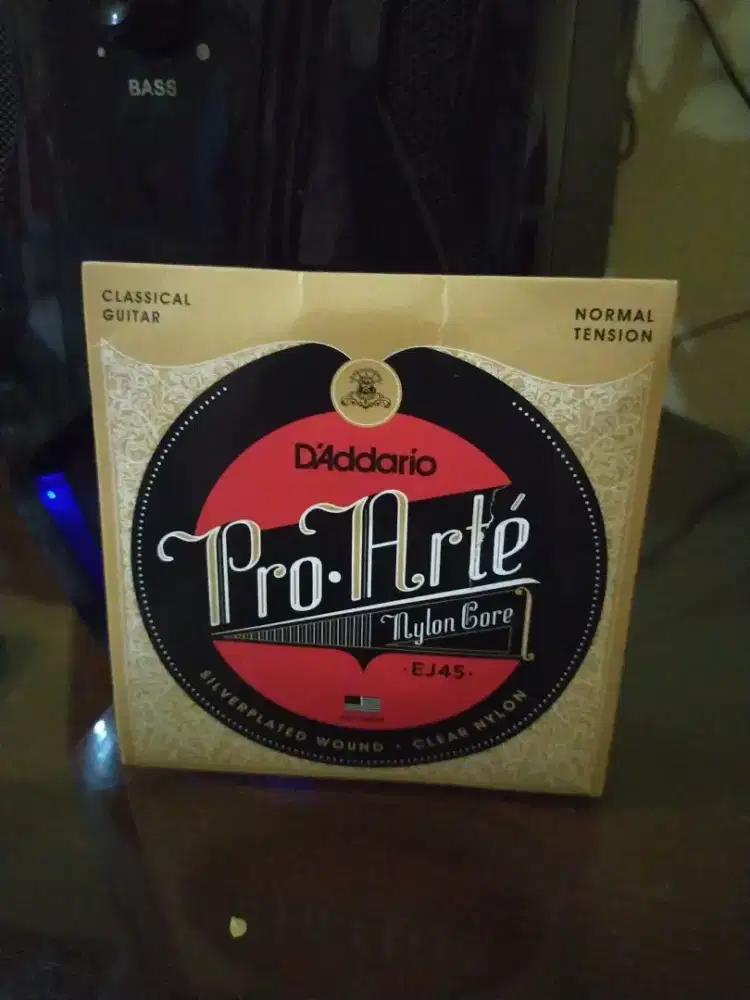 BASS
CLASSICAL
GUITAR
NORMAL
TENSION
D'Addario
Pro·Arté
Nylon Core
·EJ45·
SILVERPLATED WOUND · CLEAR NYLON